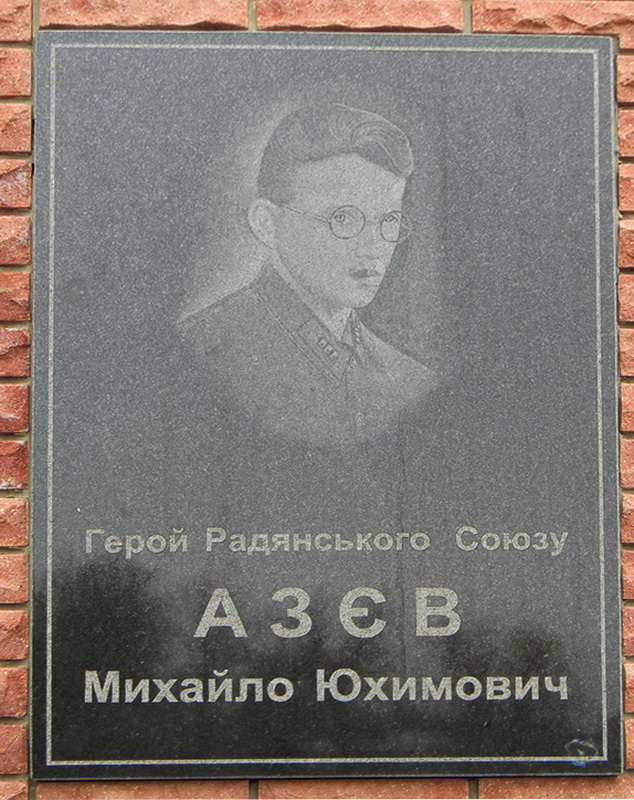 Герой Радянського Союзу
АЗЄВ
Михайло Юхимович